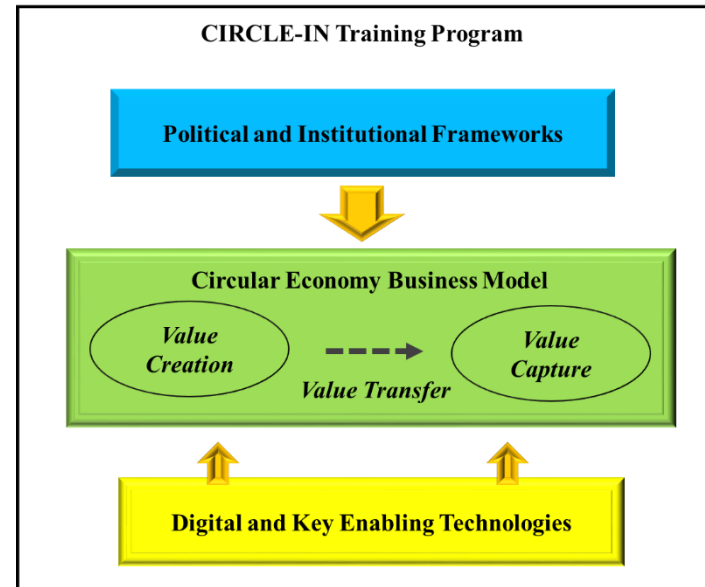 CIRCLE-IN Training Program
Political and Institutional Frameworks
Circular Economy Business Model
Value
Creation
Value Transfer
Value
Capture
Digital and Key Enabling Technologies